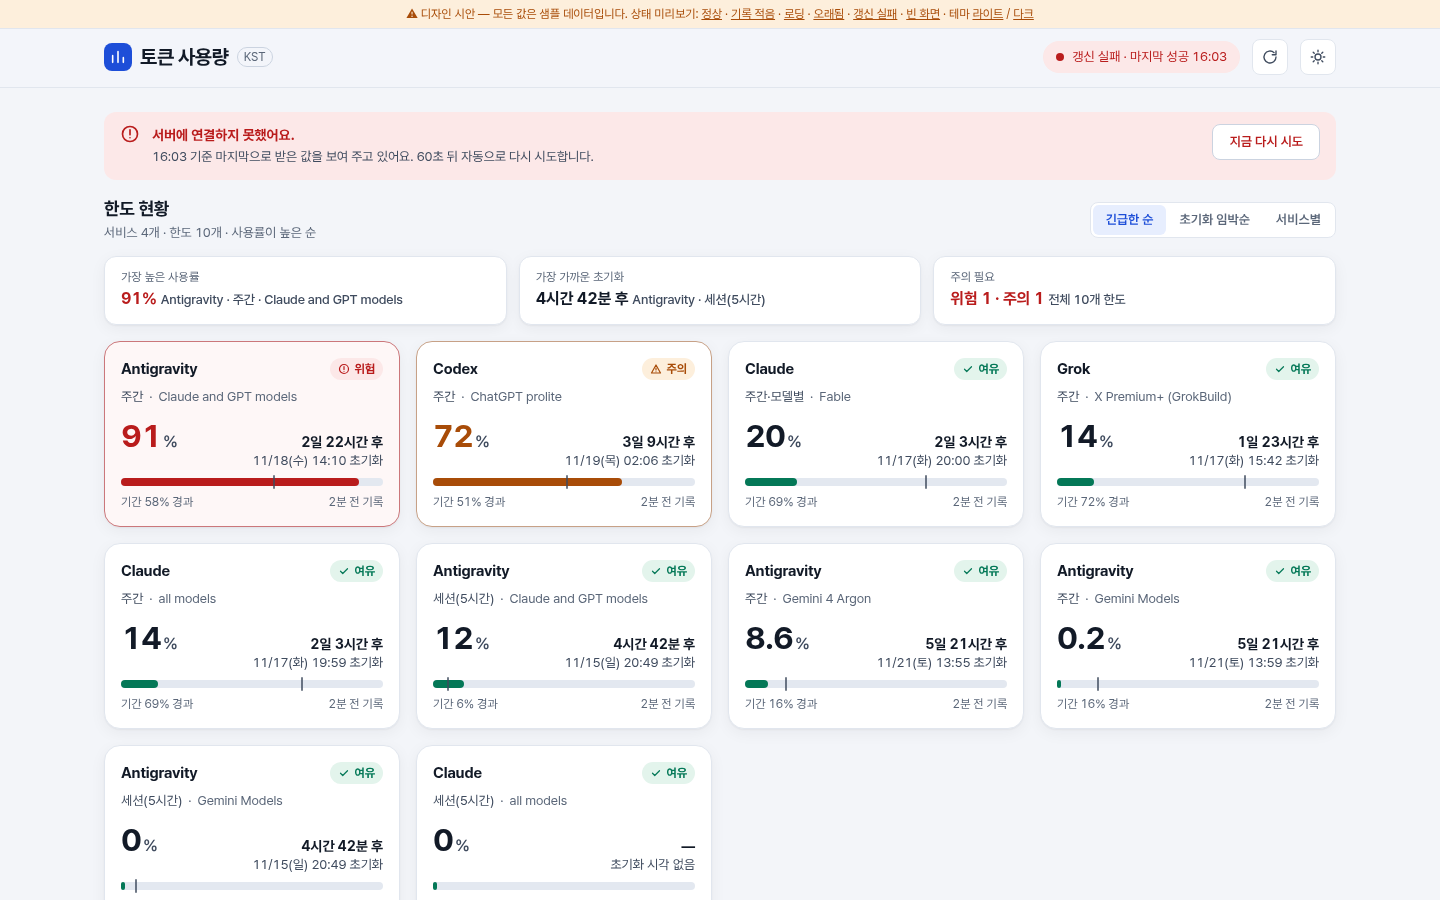 ⚠ 디자인 시안 — 모든 값은 샘플 데이터입니다. 상태 미리보기: 정상 · 기록 적음 · 로딩 · 오래됨 · 갱신 실패 · 빈 화면 · 테마 라이트 / 다크
토큰 사용량 KST
갱신 실패 · 마지막 성공 16:03
서버에 연결하지 못했어요.
16:03 기준 마지막으로 받은 값을 보여 주고 있어요. 60초 뒤 자동으로 다시 시도합니다.
지금 다시 시도
한도 현황
서비스 4개 · 한도 10개 · 사용률이 높은 순
긴급한 순 초기화 임박순 서비스별
가장 높은 사용률
91% Antigravity · 주간 · Claude and GPT models
가장 가까운 초기화
4시간 42분 후 Antigravity · 세션(5시간)
주의 필요
위험 1 · 주의 1 전체 10개 한도
Antigravity 위험
주간 · Claude and GPT models
91% 2일 22시간 후
11/18(수) 14:10 초기화
기간 58% 경과 2분 전 기록
Codex 주의
주간 · ChatGPT prolite
72% 3일 9시간 후
11/19(목) 02:06 초기화
기간 51% 경과 2분 전 기록
Claude 여유
주간·모델별 · Fable
20% 2일 3시간 후
11/17(화) 20:00 초기화
기간 69% 경과 2분 전 기록
Grok 여유
주간 · X Premium+ (GrokBuild)
14% 1일 23시간 후
11/17(화) 15:42 초기화
기간 72% 경과 2분 전 기록
Claude 여유
주간 · all models
14% 2일 3시간 후
11/17(화) 19:59 초기화
기간 69% 경과 2분 전 기록
Antigravity 여유
세션(5시간) · Claude and GPT models
12% 4시간 42분 후
11/15(일) 20:49 초기화
기간 6% 경과 2분 전 기록
Antigravity 여유
주간 · Gemini 4 Argon
8.6% 5일 21시간 후
11/21(토) 13:55 초기화
기간 16% 경과 2분 전 기록
Antigravity 여유
주간 · Gemini Models
0.2% 5일 21시간 후
11/21(토) 13:59 초기화
기간 16% 경과 2분 전 기록
Antigravity 여유
세션(5시간) · Gemini Models
0% 4시간 42분 후
11/15(일) 20:49 초기화
Claude 여유
세션(5시간) · all models
0% —
초기화 시각 없음